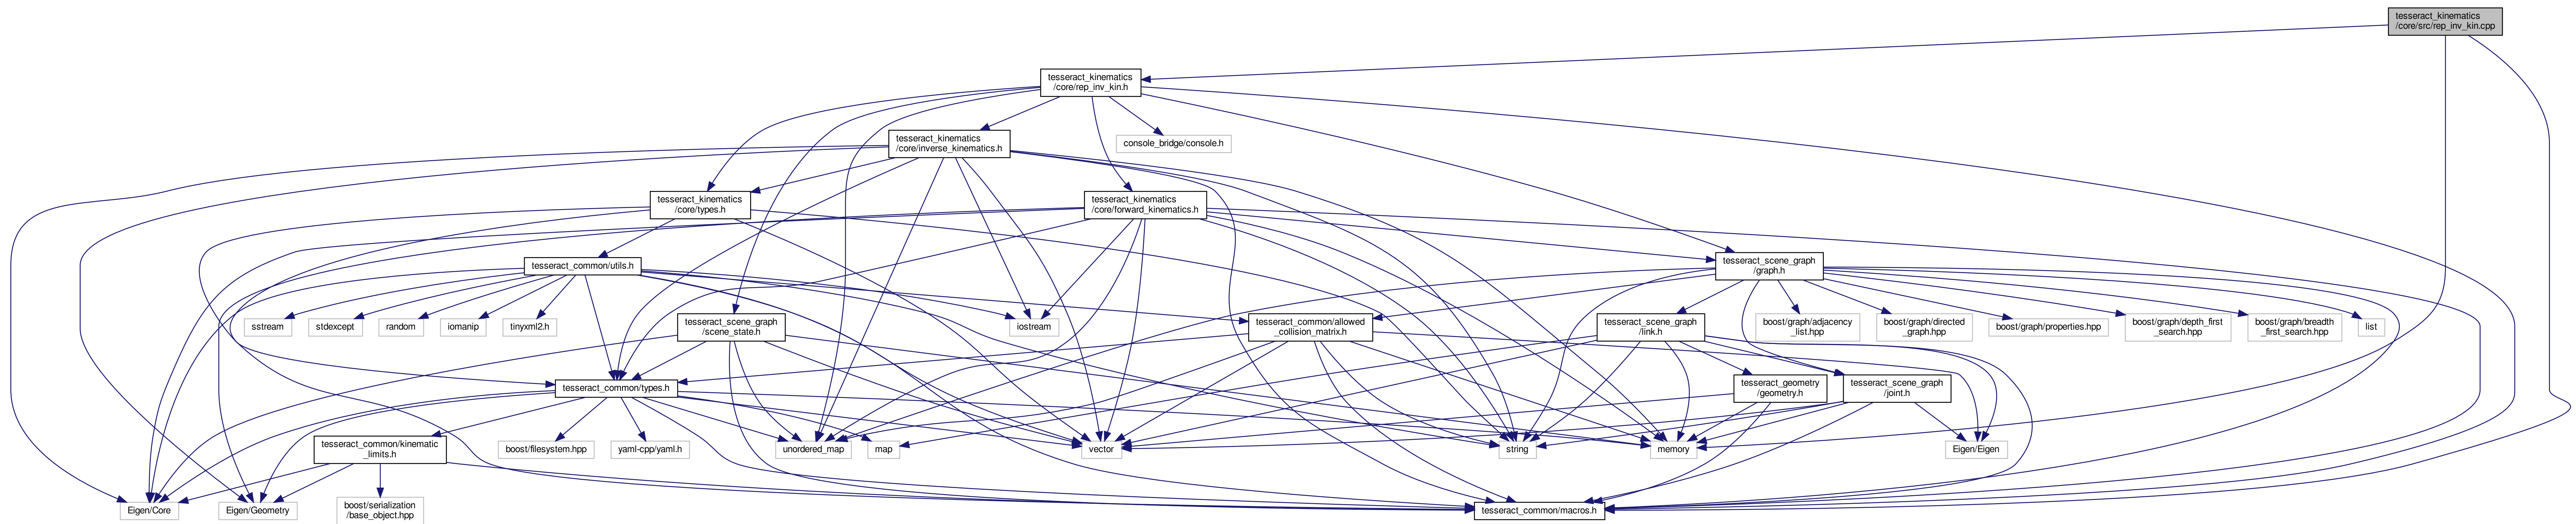 tesseract_kinematics
/core/src/rep_inv_kin.cpp
tesseract_kinematics
/core/rep_inv_kin.h
tesseract_kinematics
/core/inverse_kinematics.h
console_bridge/console.h
tesseract_kinematics
/core/types.h
tesseract_kinematics
/core/forward_kinematics.h
tesseract_common/utils.h
tesseract_scene_graph
/graph.h
sstream
stdexcept
random
iomanip
tinyxml2.h
tesseract_scene_graph
/scene_state.h
iostream
tesseract_common/allowed
_collision_matrix.h
tesseract_scene_graph
/link.h
boost/graph/adjacency
_list.hpp
boost/graph/directed
_graph.hpp
boost/graph/properties.hpp
boost/graph/depth_first
_search.hpp
boost/graph/breadth
_first_search.hpp
list
tesseract_common/types.h
tesseract_geometry
/geometry.h
tesseract_scene_graph
/joint.h
tesseract_common/kinematic
_limits.h
boost/filesystem.hpp
yaml-cpp/yaml.h
unordered_map
map
vector
string
memory
Eigen/Eigen
Eigen/Core
Eigen/Geometry
boost/serialization
/base_object.hpp
tesseract_common/macros.h